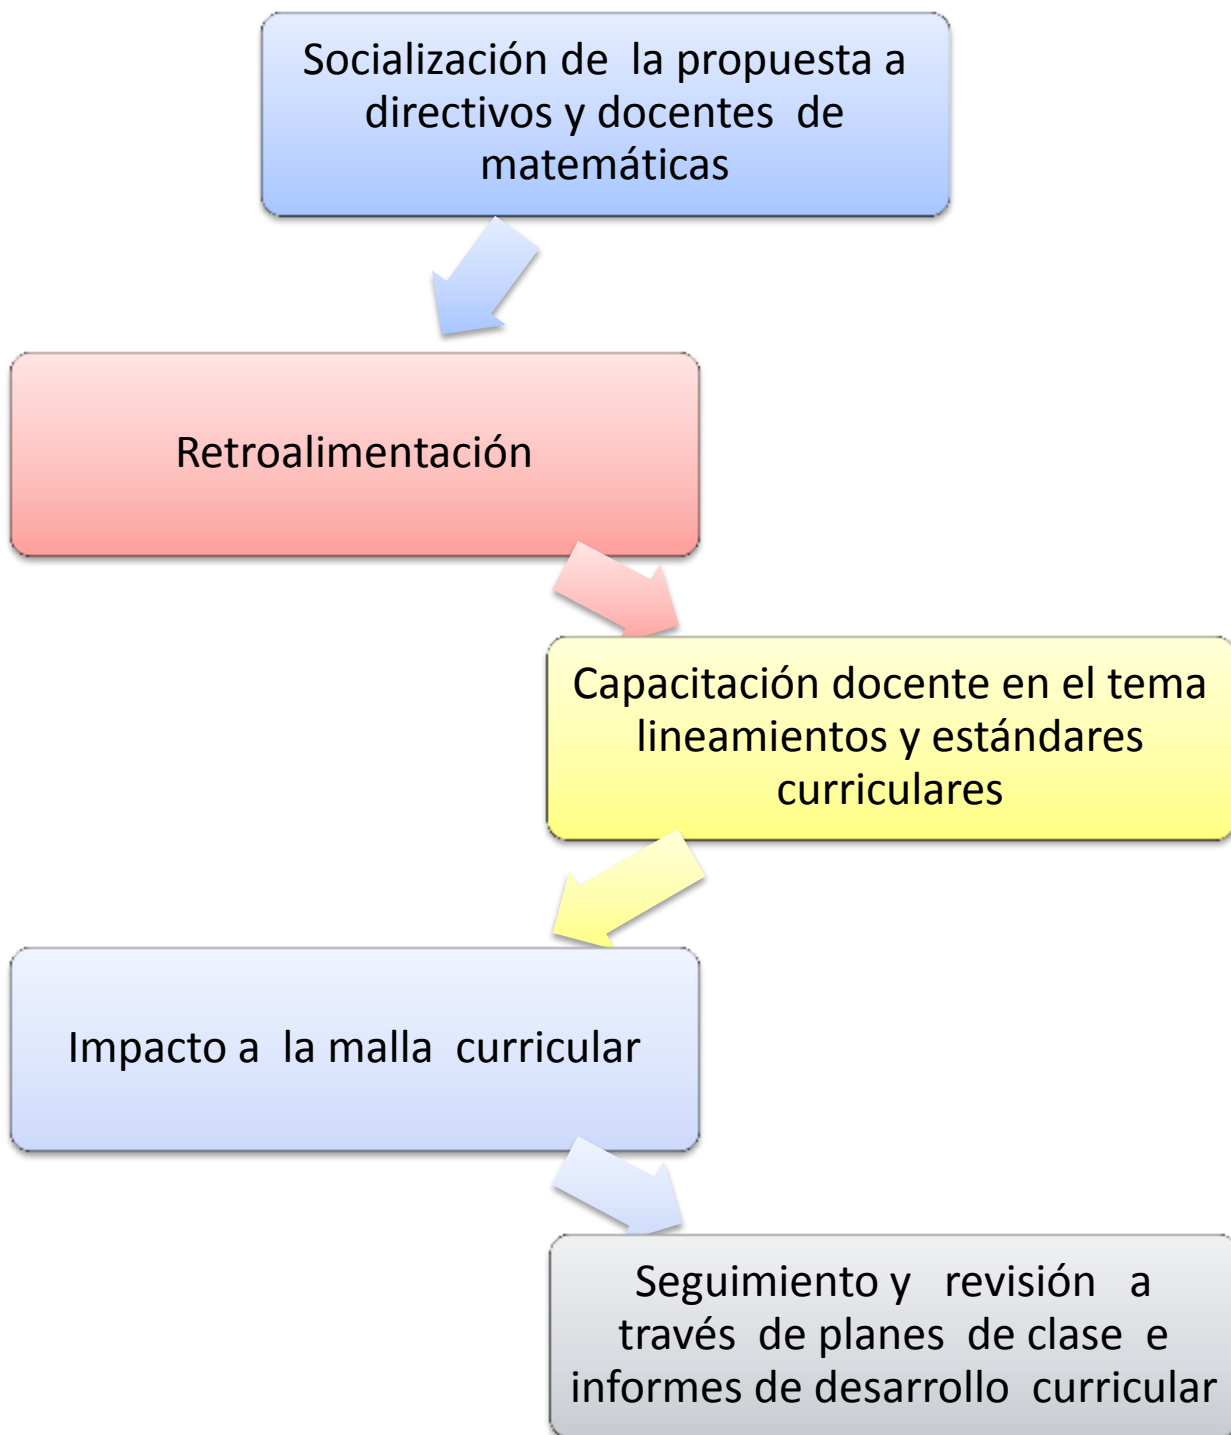 Socialización de la propuesta a
directivos y docentes de
matemáticas
Retroalimentación
Capacitación docente en el tema
lineamientos y estándares
curriculares
Impacto a la malla curricular
Seguimiento y revisión a
través de planes de clase e
informes de desarrollo curricular